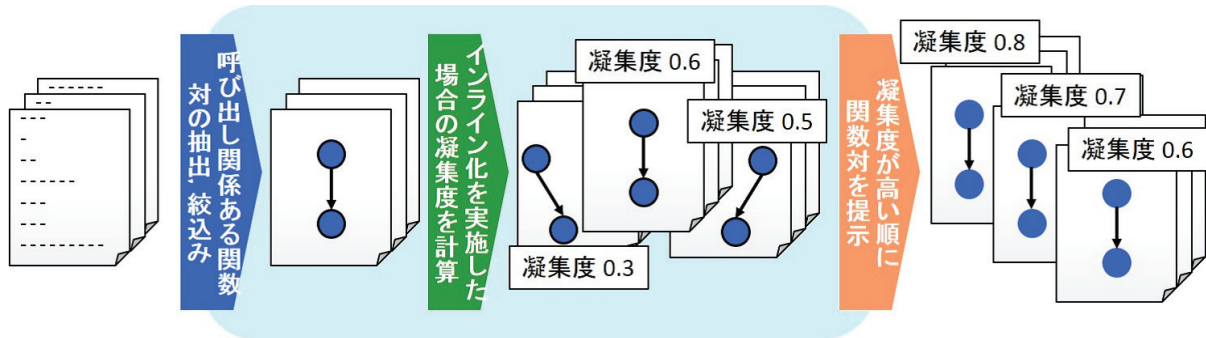 呼び出し関係ある関数
対の抽出, 絞込み
インライン化を実施した
場合の凝集度を計算
凝集度 0.6
凝集度 0.5
凝集度 0.3
凝集度が高い順に
関数対を提示
凝集度 0.8
凝集度 0.7
凝集度 0.6